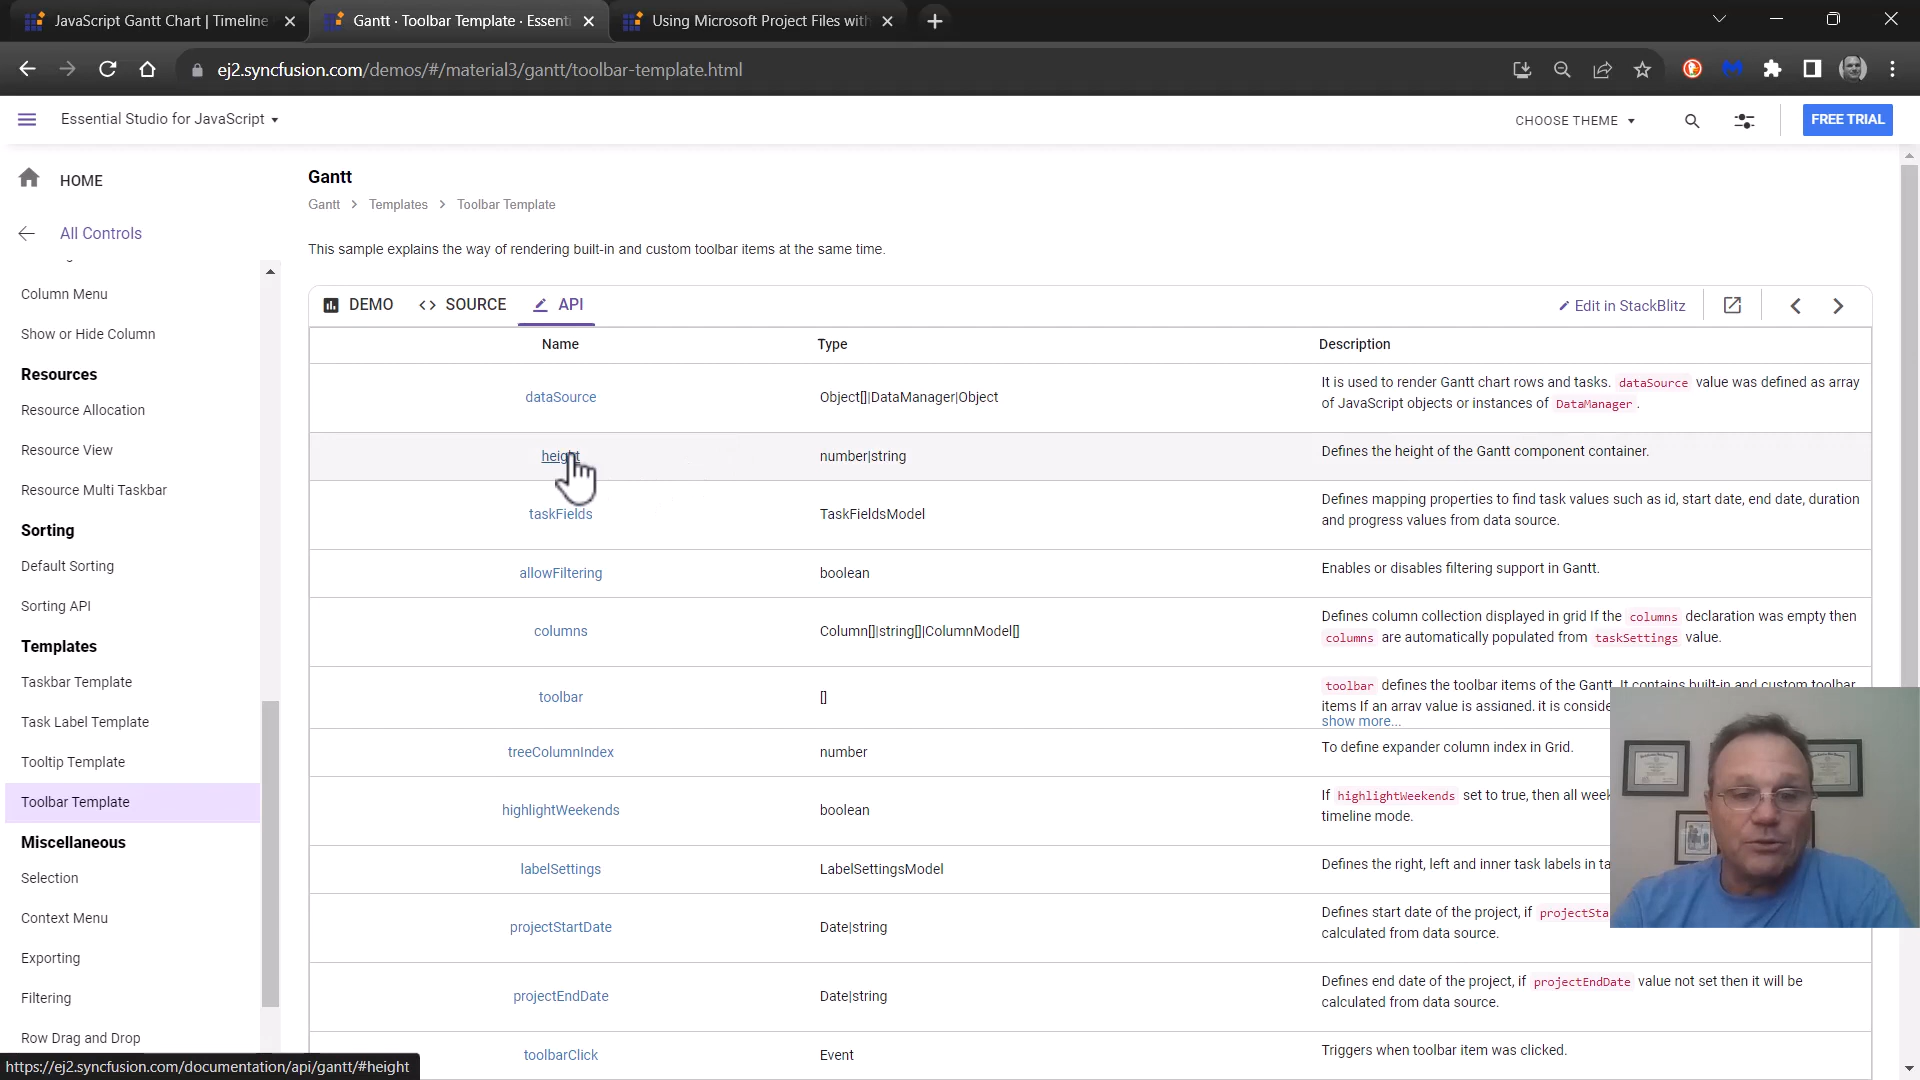 JavaScript Gantt Chart | Timeline
Gantt · Toolbar Template · Essent
Using Microsoft Project Files with
ej2.syncfusion.com/demos/#/material3/gantt/toolbar-template.html
Essential Studio for JavaScript
CHOOSE THEME
FREE TRIAL
HOME
All Controls
Column Menu
Show or Hide Column
Resources
Resource Allocation
Resource View
Resource Multi Taskbar
Sorting
Default Sorting
Sorting API
Templates
Taskbar Template
Task Label Template
Tooltip Template
Toolbar Template
Miscellaneous
Selection
Context Menu
Exporting
Filtering
Row Drag and Drop
Gantt
Gantt > Templates > Toolbar Template
This sample explains the way of rendering built-in and custom toolbar items at the same time.
DEMO <> SOURCE API
Edit in StackBlitz
Name Type Description
dataSource Object[]|DataManager|Object It is used to render Gantt chart rows and tasks. dataSource value was defined as array
of JavaScript objects or instances of DataManager .
height number|string Defines the height of the Gantt component container.
taskFields TaskFieldsModel Defines mapping properties to find task values such as id, start date, end date, duration
and progress values from data source.
allowFiltering boolean Enables or disables filtering support in Gantt.
columns Column[]|string[]|ColumnModel[] Defines column collection displayed in grid If the columns declaration was empty then
columns are automatically populated from taskSettings value.
toolbar [] toolbar defines the toolbar items of the Gantt. It contains built-in and custom toolbar
items If an array value is assigned, it is conside
show more...
treeColumnIndex number To define expander column index in Grid.
highlightWeekends boolean If highlightWeekends set to true, then all week
timeline mode.
labelSettings LabelSettingsModel Defines the right, left and inner task labels in ta
projectStartDate Date|string Defines start date of the project, if projectSta
calculated from data source.
projectEndDate Date|string Defines end date of the project, if projectEndDate value not set then it will be
calculated from data source.
toolbarClick Event Triggers when toolbar item was clicked.
https://ej2.syncfusion.com/documentation/api/gantt/#height